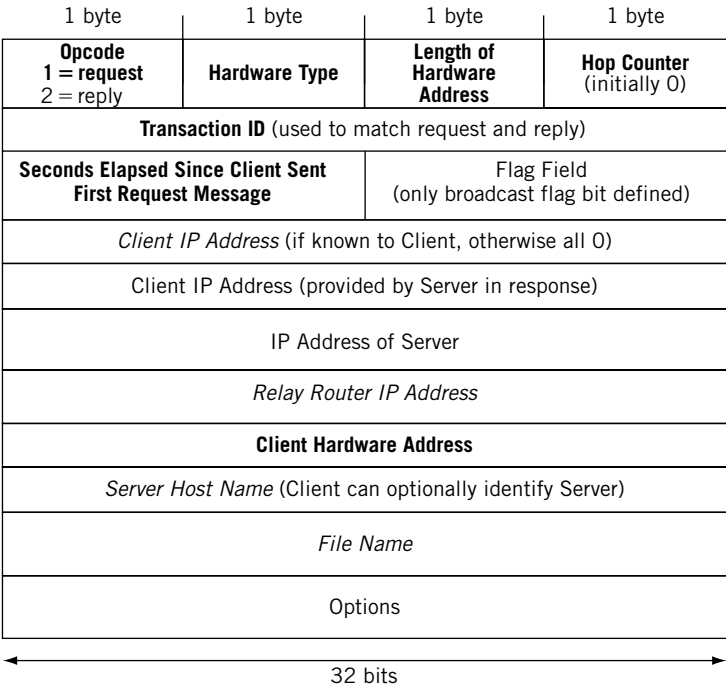 1 byte 1 byte 1 byte 1 byte
Opcode
1 = request
2 = reply
Hardware Type
Length of
Hardware
Address
Hop Counter
(initially 0)
Transaction ID (used to match request and reply)
Seconds Elapsed Since Client Sent
First Request Message
Flag Field
(only broadcast flag bit defined)
Client IP Address (if known to Client, otherwise all 0)
Client IP Address (provided by Server in response)
IP Address of Server
Relay Router IP Address
Client Hardware Address
Server Host Name (Client can optionally identify Server)
File Name
Options
32 bits